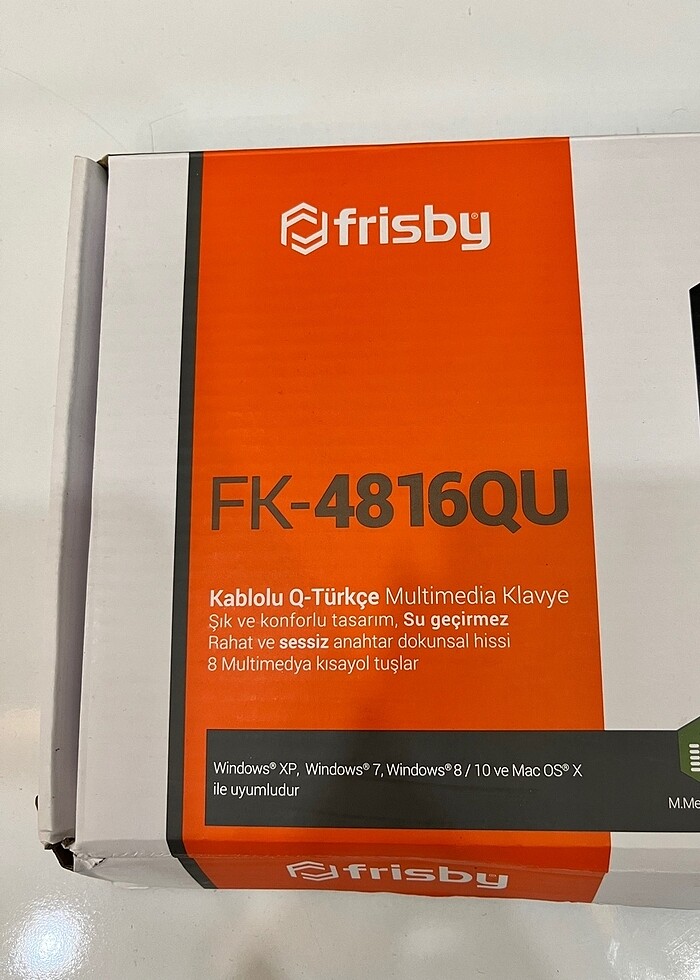 frisby®
FK-4816QU
Kablolu Q-Türkçe Multimedia Klavye
Şık ve konforlu tasarım, Su geçirmez
Rahat ve sessiz anahtar dokunsal hissi
8 Multimedya kısayol tuşlar
Windows® XP, Windows® 7, Windows® 8 / 10 ve Mac OS® X
ile uyumludur
M.Me
frisby